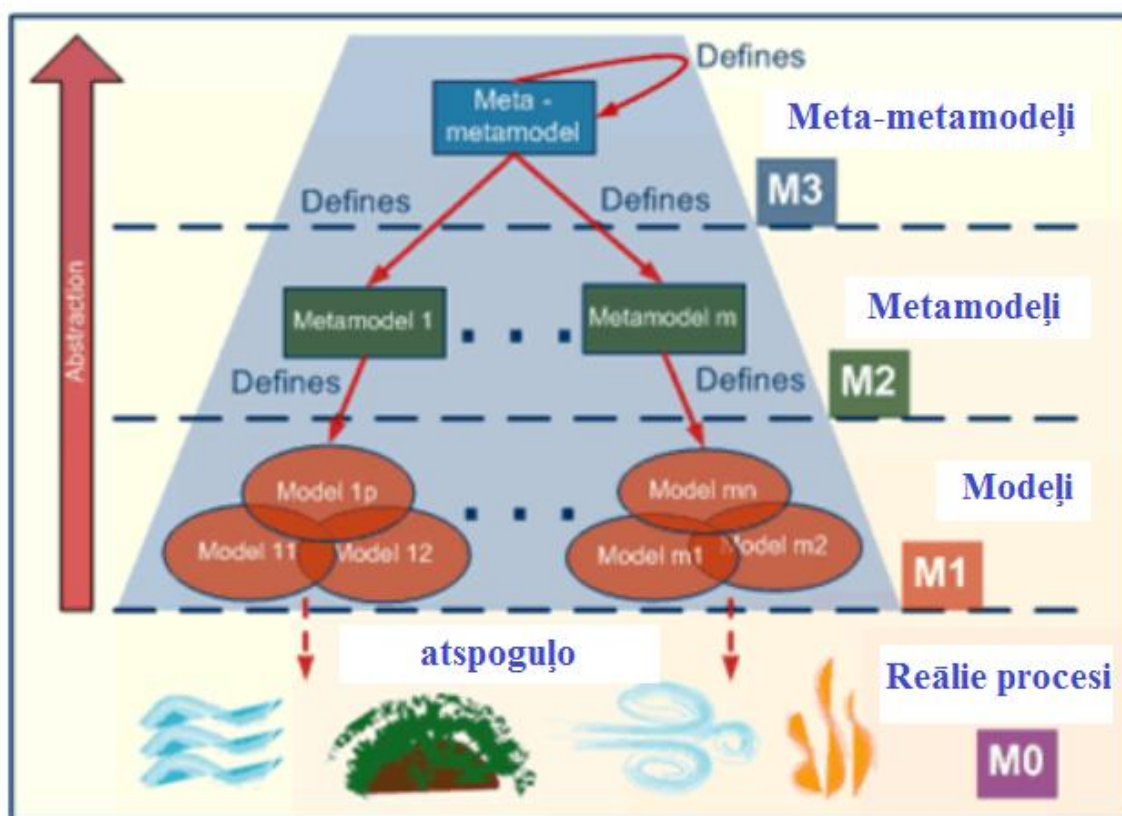 Defines
Meta -
metamodel
Meta-metamodeļi
M3
Defines
Defines
Abstraction
Metamodel 1
Metamodel m
Metamodeļi
M2
Defines
Defines
Model 1p
Model mn
Modeļi
Model 11
Model 12
Model m1
Model m2
M1
atspoguļo
Reālie procesi
M0